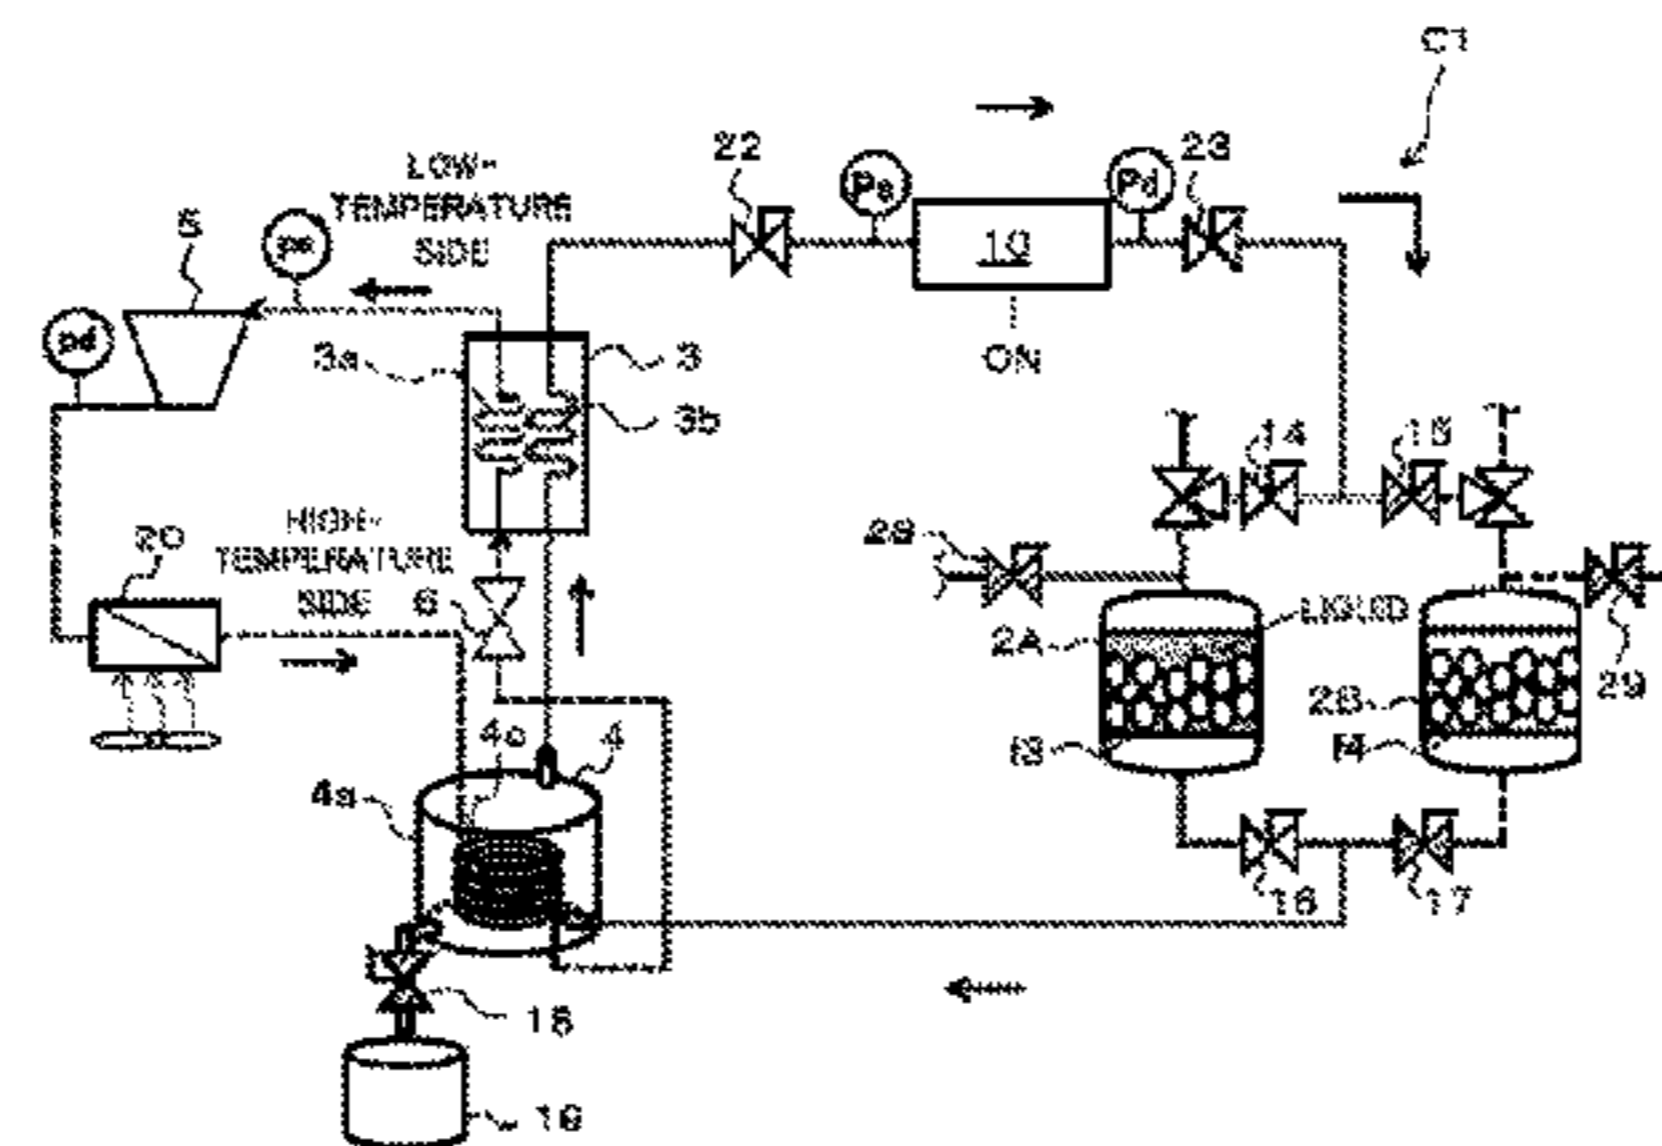 C1
22
Ps
Pd
23
LOW-
TEMPERATURE
SIDE
5
ps
10
pd
ON
3a
3
3b
14
15
HIGH-
TEMPERATURE
SIDE
20
6
28
LIQUID
2A
2B
29
4c
4
13
14
4a
16
17
18
19